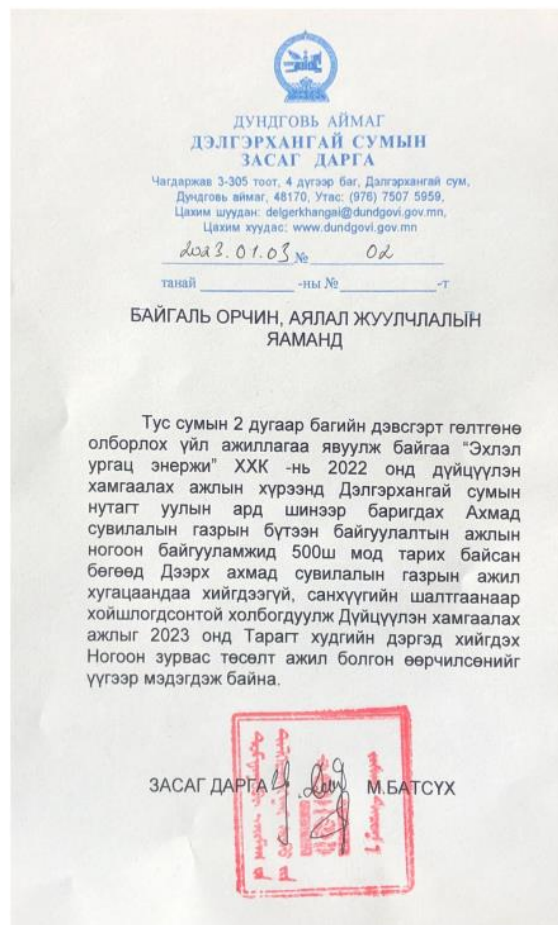 ДУНДГОВЬ АЙМАГ
ДЭЛГЭРХАНГАЙ СУМЫН
ЗАСАГ ДАРГА
Чагдаржав 3-305 тоот, 4 дүгээр баг, Дэлгэрхангай сум,
Дундговь аймаг, 48170, Утас: (976) 7507 5959,
Цахим шуудан: delgerkhangai@dundgovi.gov.mn,
Цахим хуудас: www.dundgovi.gov.mn
2023.01.03 № 02
танай ____________ -ны № ____________ -т
БАЙГАЛЬ ОРЧИН, АЯЛАЛ ЖУУЛЧЛАЛЫН
ЯАМАНД
Тус сумын 2 дугаар багийн дэвсгэрт гөлтгөнө
олборлох үйл ажиллагаа явуулж байгаа “Эхлэл
ургац энержи” ХХК -нь 2022 онд дүйцүүлэн
хамгаалах ажлын хүрээнд Дэлгэрхангай сумын
нутагт уулын ард шинээр баригдах Ахмад
сувилалын газрын бүтээн байгуулалтын ажлын
ногоон байгууламжид 500ш мод тарих байсан
бөгөөд Дээрх ахмад сувилалын газрын ажил
хугацаандаа хийгдээгүй, санхүүгийн шалтгаанаар
хойшлогдсонтой холбогдуулж Дүйцүүлэн хамгаалах
ажлыг 2023 онд Тарагт худгийн дэргэд хийгдэх
Ногоон зурвас төсөлт ажил болгон өөрчилсөнийг
үүгээр мэдэгдэж байна.
ЗАСАГ ДАРГА М.БАТСҮХ